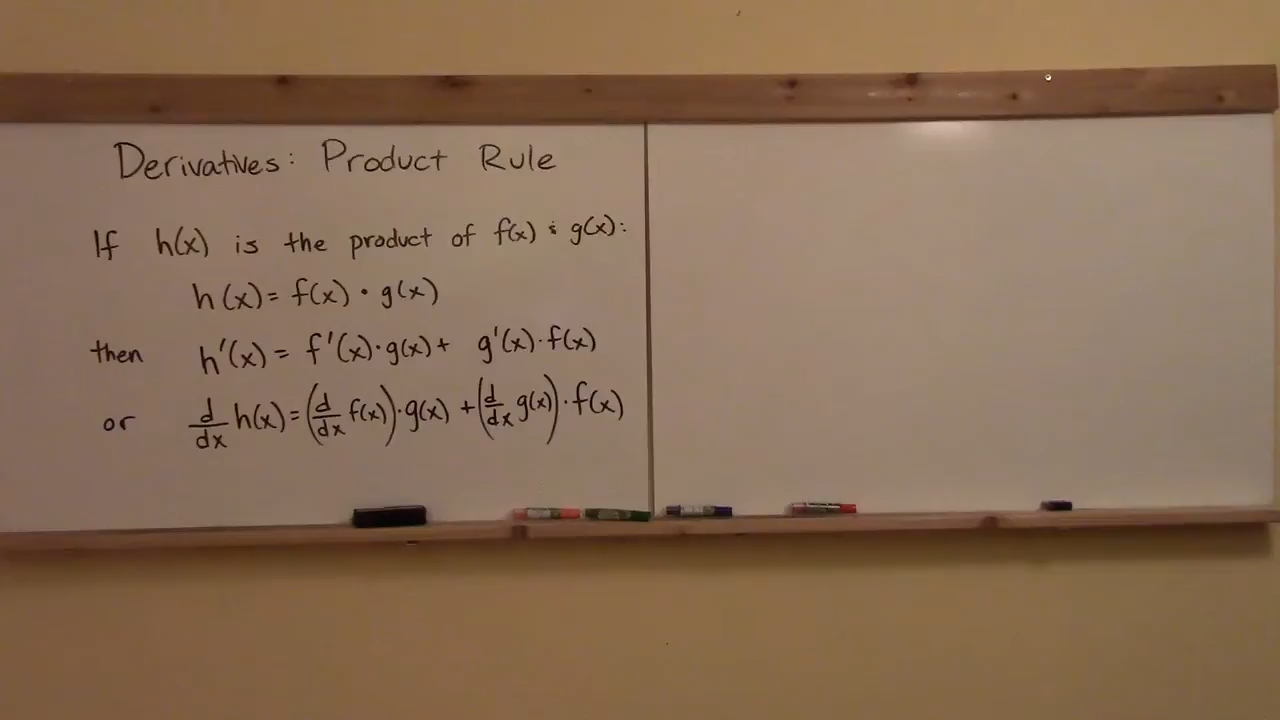 Derivatives: Product Rule
If h(x) is the product of f(x) & g(x):
h(x) = f(x) · g(x)
then h'(x) = f'(x)·g(x) + g'(x)·f(x)
or d/dx h(x) = (d/dx f(x))·g(x) + (d/dx g(x))·f(x)